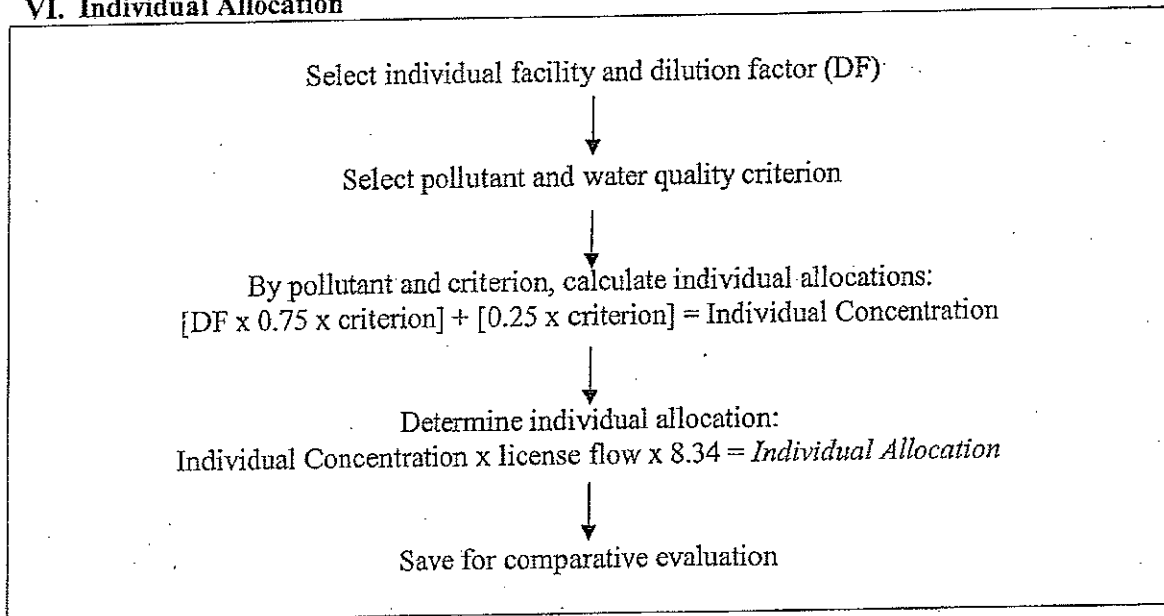 VI. Individual Allocation
Select individual facility and dilution factor (DF)
Select pollutant and water quality criterion
By pollutant and criterion, calculate individual allocations:
[DF x 0.75 x criterion] + [0.25 x criterion] = Individual Concentration
Determine individual allocation:
Individual Concentration x license flow x 8.34 = Individual Allocation
Save for comparative evaluation